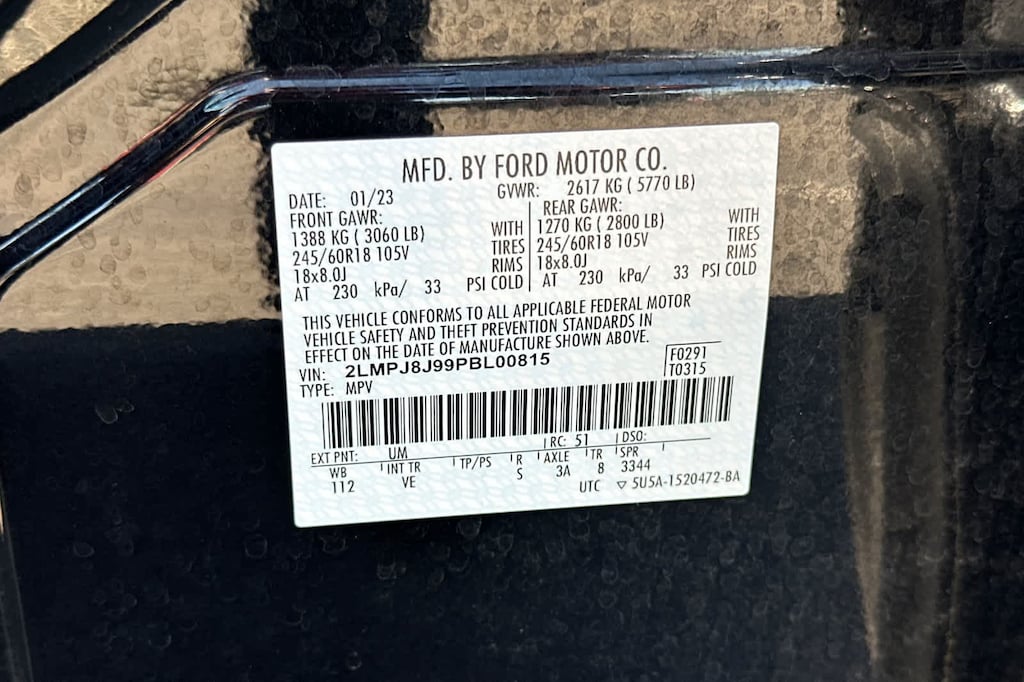 MFD. BY FORD MOTOR CO.
DATE: 01/23 GVWR: 2617 KG ( 5770 LB)
FRONT GAWR: REAR GAWR:
1388 KG ( 3060 LB) WITH 1270 KG ( 2800 LB) WITH
245/60R18 105V TIRES 245/60R18 105V TIRES
18x8.0J RIMS 18x8.0J RIMS
AT 230 kPa/ 33 PSI COLD AT 230 kPa/ 33 PSI COLD
THIS VEHICLE CONFORMS TO ALL APPLICABLE FEDERAL MOTOR
VEHICLE SAFETY AND THEFT PREVENTION STANDARDS IN
EFFECT ON THE DATE OF MANUFACTURE SHOWN ABOVE.
VIN: 2LMPJ8J99PBL00815 F0291
TYPE: MPV T0315
EXT PNT: UM RC: 51 DSO:
WB INT TR TP/PS R AXLE TR SPR
112 VE S 3A 8 3344
UTC ▽ 5U5A-1520472-BA